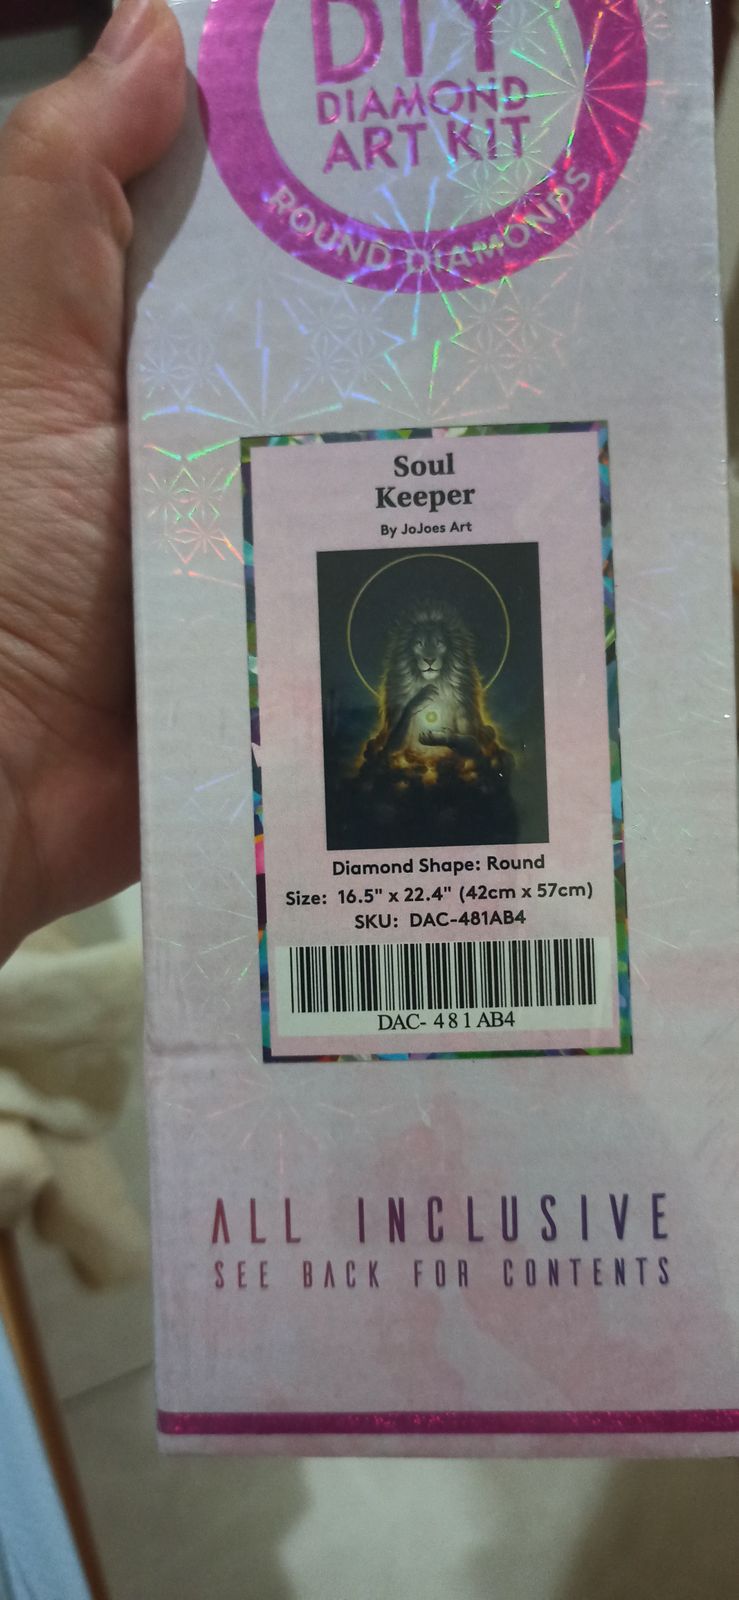 DIY
DIAMOND
ART KIT
ROUND DIAMONDS
Soul
Keeper
By JoJoes Art
Diamond Shape: Round
Size: 16.5" x 22.4" (42cm x 57cm)
SKU: DAC-481AB4
DAC- 481AB4
ALL INCLUSIVE
SEE BACK FOR CONTENTS